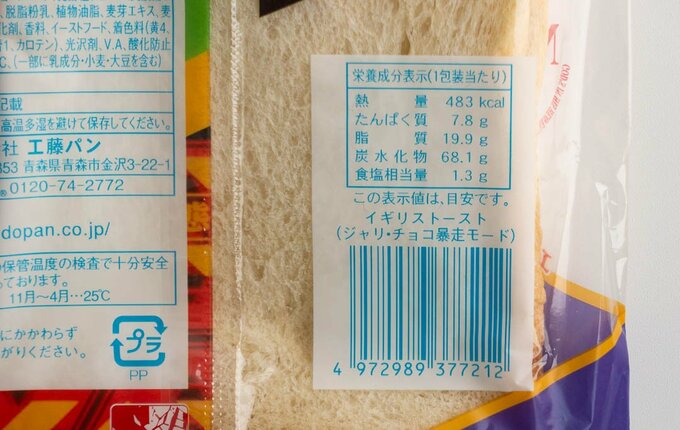 、脱脂粉乳、植物油脂、麦芽エキス、麦
化剤、香料、イーストフード、着色料(黄4、
1、カロテン)、光沢剤、V.A、酸化防止
C、(一部に乳成分・小麦・大豆を含む)
記載
高温多湿を避けて保存してください。
社 工藤パン
853 青森県青森市金沢3-22-1
® 0120-74-2772
dopan.co.jp/
の保管温度の検査で十分安全
っております。
11月〜4月…25℃
にかかわらず
がりください。
プラ
PP
栄養成分表示(1包装当たり)
熱量 483 kcal
たんぱく質 7.8 g
脂質 19.9 g
炭水化物 68.1 g
食塩相当量 1.3 g
この表示値は、目安です。
イギリストースト
(ジャリ・チョコ暴走モード)
4 972989 377212